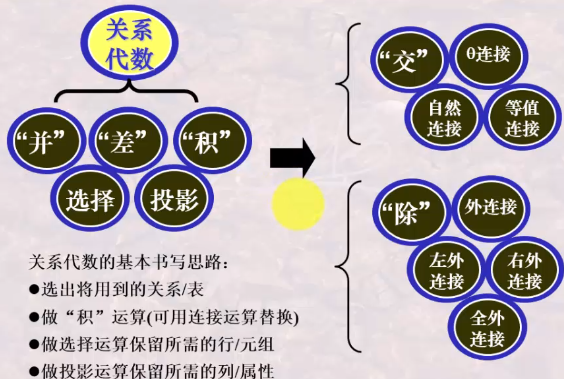 关系
代数
“并”
“差”
“积”
选择
投影
“交”
θ连接
自然
连接
等值
连接
“除”
外连接
左外
连接
右外
连接
全外
连接
关系代数的基本书写思路：
●选出将用到的关系/表
●做“积”运算(可用连接运算替换)
●做选择运算保留所需的行/元组
●做投影运算保留所需的列/属性